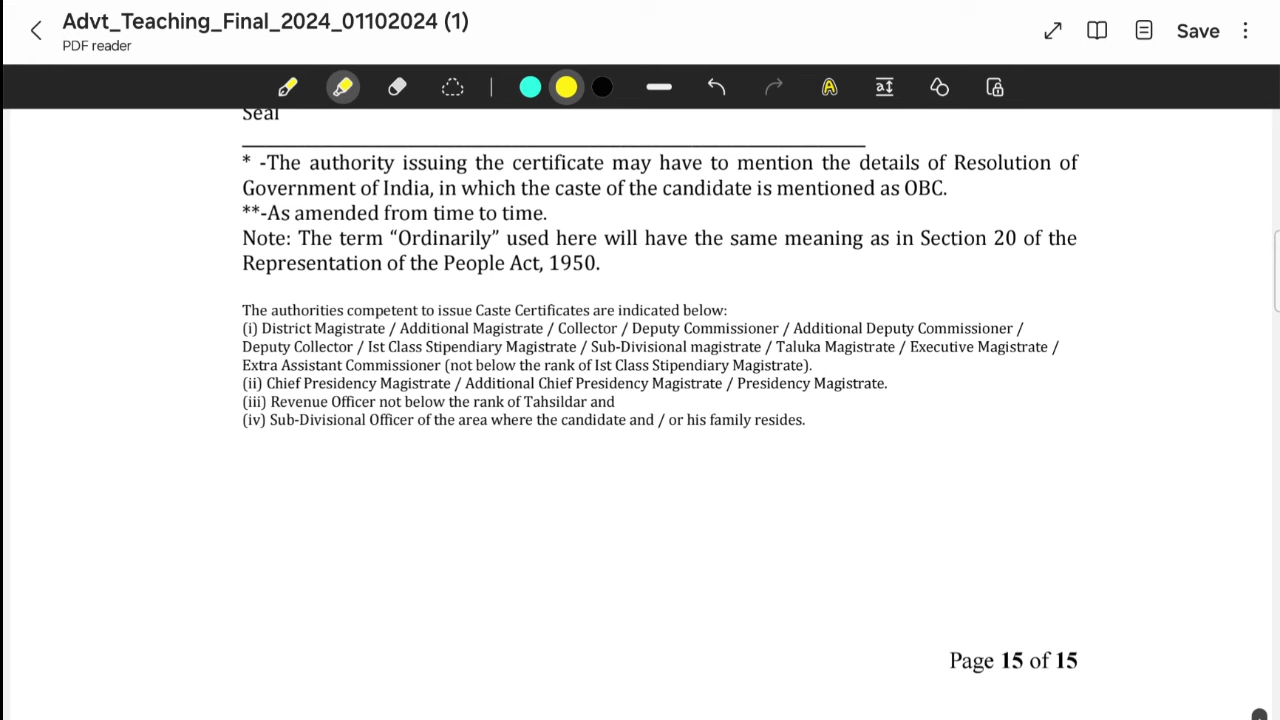 Advt_Teaching_Final_2024_01102024 (1)
PDF reader
Save
Seal
* -The authority issuing the certificate may have to mention the details of Resolution of
Government of India, in which the caste of the candidate is mentioned as OBC.
**-As amended from time to time.
Note: The term “Ordinarily” used here will have the same meaning as in Section 20 of the
Representation of the People Act, 1950.
The authorities competent to issue Caste Certificates are indicated below:
(i) District Magistrate / Additional Magistrate / Collector / Deputy Commissioner / Additional Deputy Commissioner /
Deputy Collector / Ist Class Stipendiary Magistrate / Sub-Divisional magistrate / Taluka Magistrate / Executive Magistrate /
Extra Assistant Commissioner (not below the rank of Ist Class Stipendiary Magistrate).
(ii) Chief Presidency Magistrate / Additional Chief Presidency Magistrate / Presidency Magistrate.
(iii) Revenue Officer not below the rank of Tahsildar and
(iv) Sub-Divisional Officer of the area where the candidate and / or his family resides.
Page 15 of 15